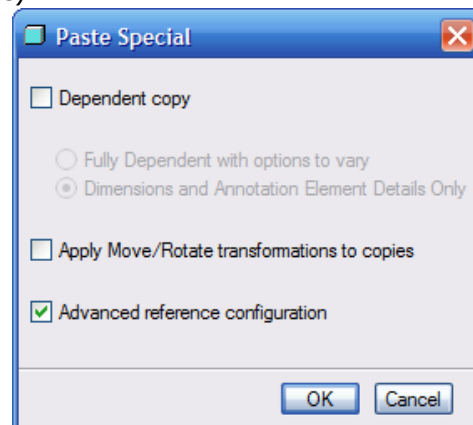 Paste Special
Dependent copy
Fully Dependent with options to vary
Dimensions and Annotation Element Details Only
Apply Move/Rotate transformations to copies
Advanced reference configuration
OK Cancel